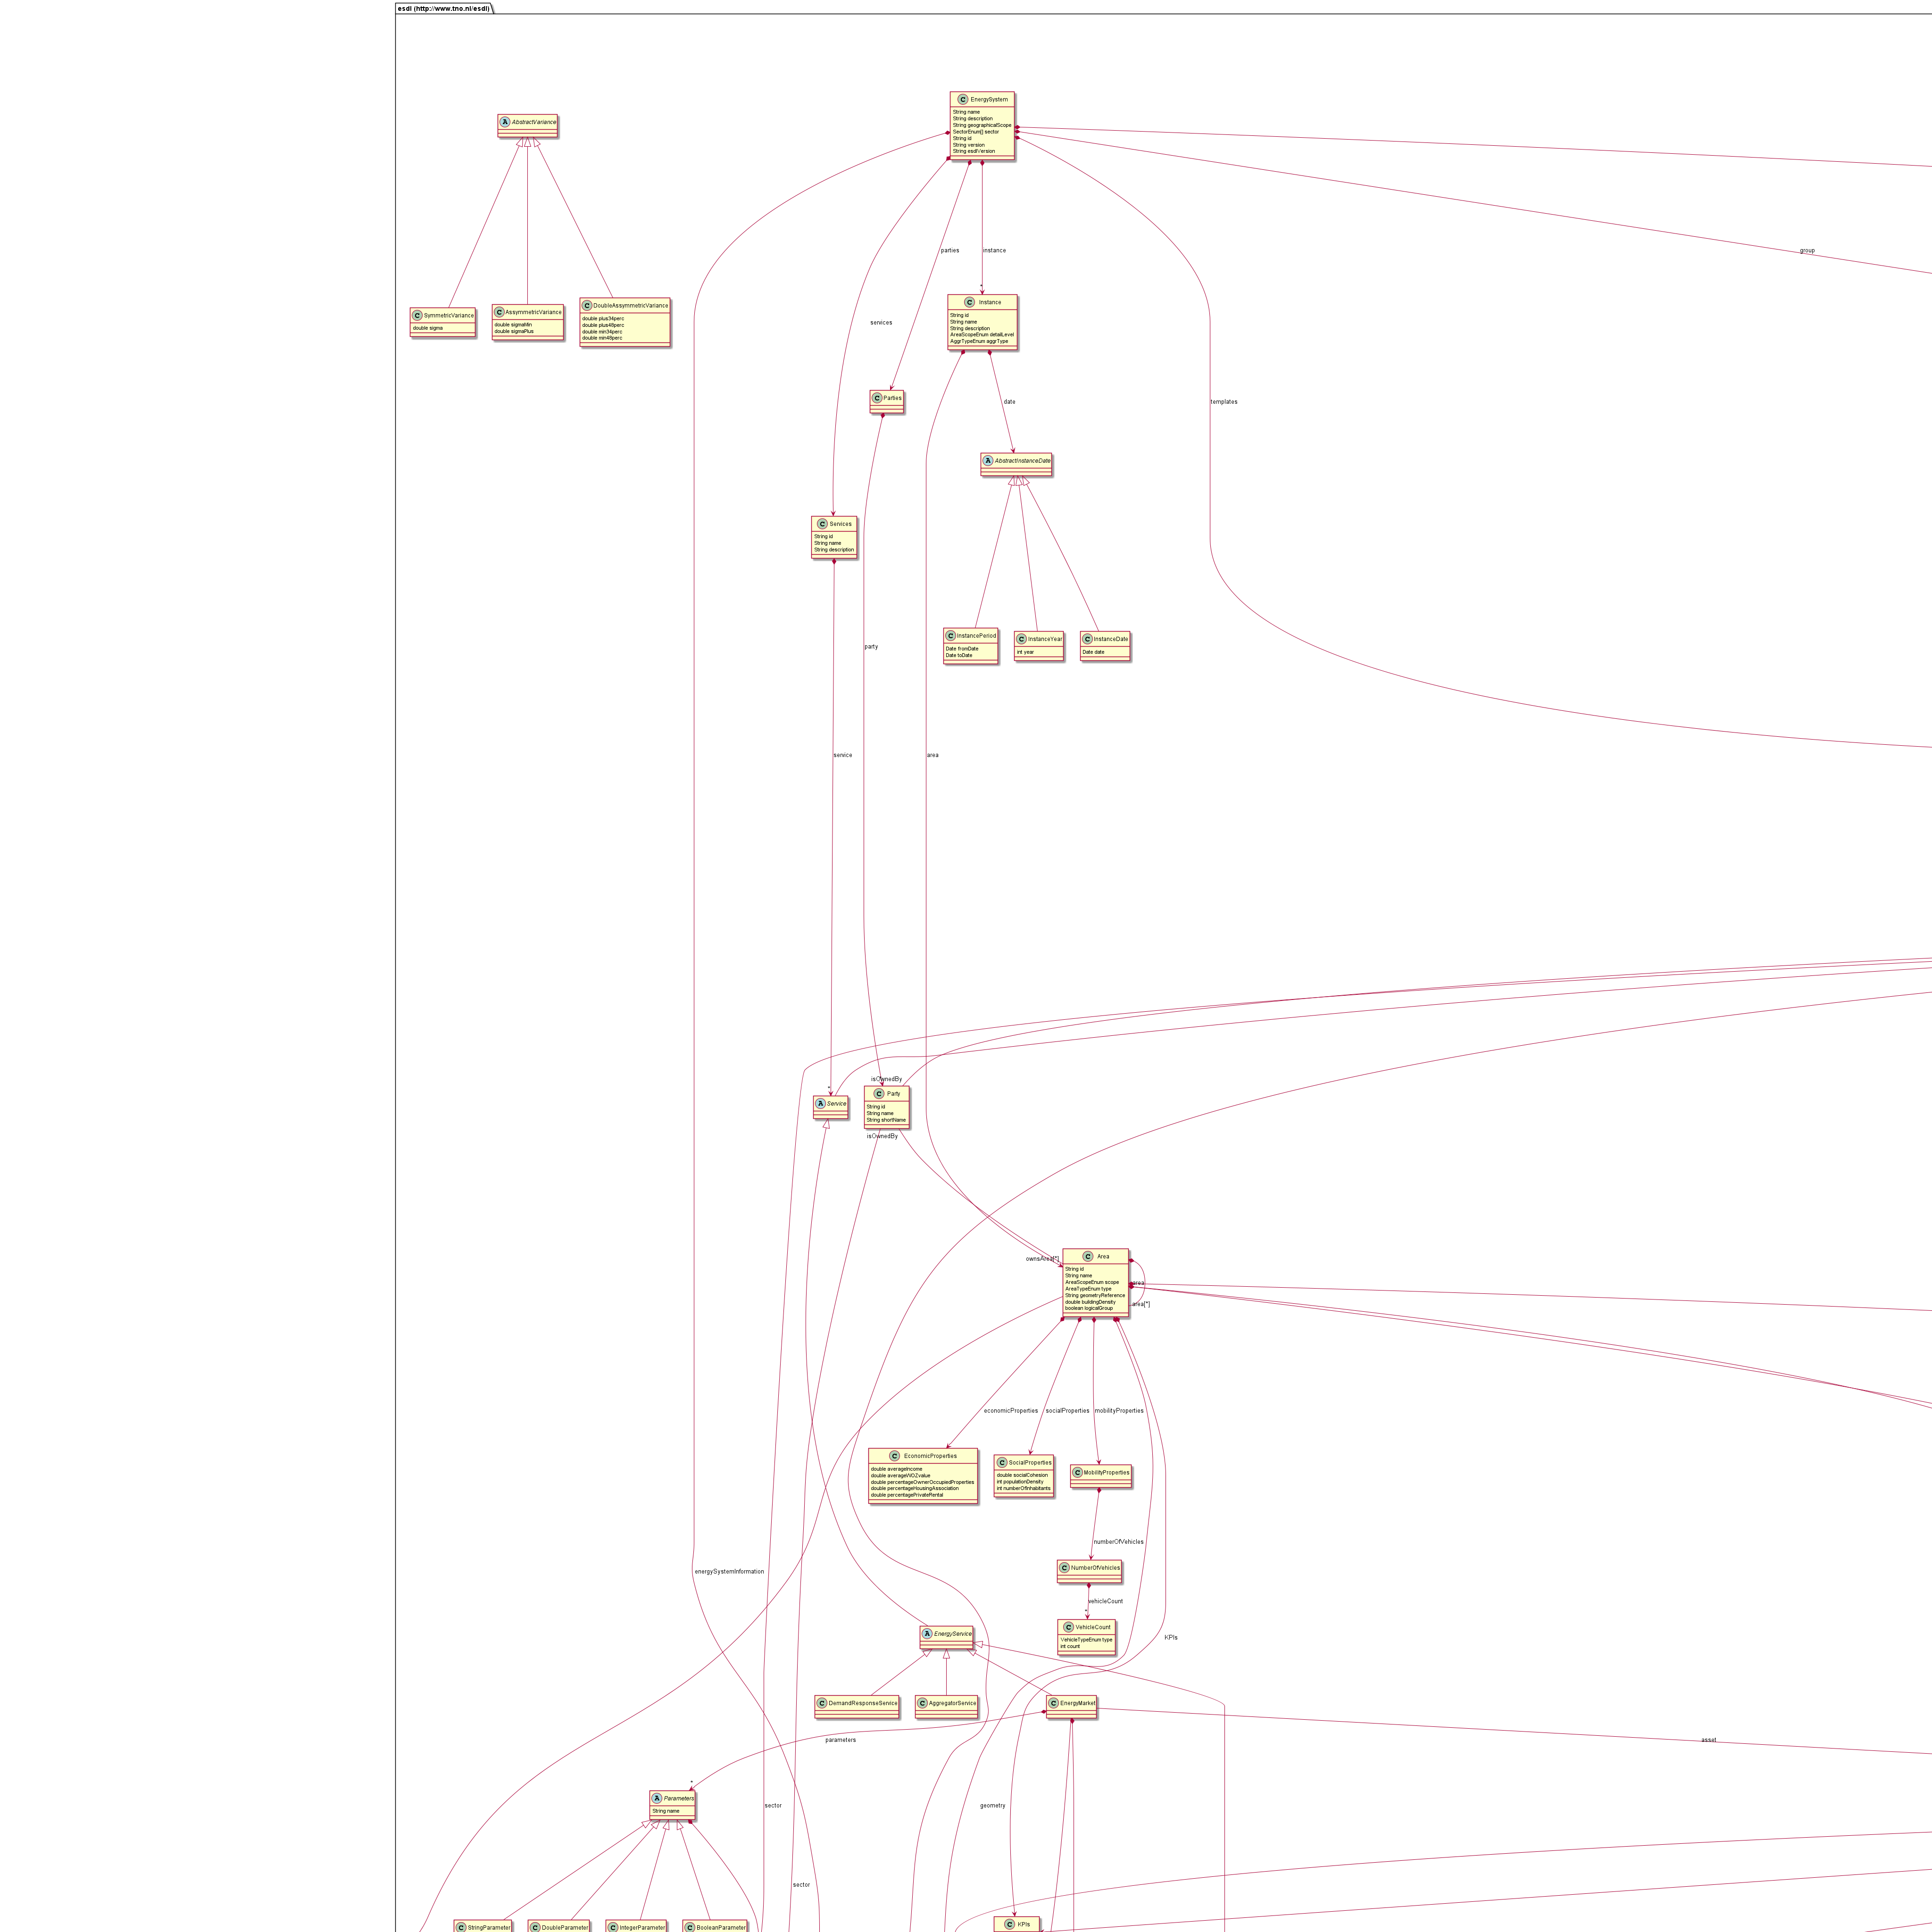 esdl (http://www.tno.nl/esdl)
C EnergySystem
String name
String description
String geographicalScope
SectorEnum[] sector
String id
String version
String esdlVersion
A AbstractVariance
C SymmetricVariance
double sigma
C AssymmetricVariance
double sigmaMin
double sigmaPlus
C DoubleAssymmetricVariance
double plus34perc
double plus48perc
double min34perc
double min48perc
parties
instance
*
group
services
templates
C Instance
String id
String name
String description
AreaScopeEnum detailLevel
AggrTypeEnum aggrType
C Parties
date
A AbstractInstanceDate
C Services
String id
String name
String description
C InstancePeriod
Date fromDate
Date toDate
C InstanceYear
int year
C InstanceDate
Date date
party
service
area
*
isOwnedBy
A Service
C Party
String id
String name
String shortName
isOwnedBy
ownsArea[*]
C Area
String id
String name
AreaScopeEnum scope
AreaTypeEnum type
String geometryReference
double buildingDensity
boolean logicalGroup
area
area[*]
economicProperties
socialProperties
mobilityProperties
C EconomicProperties
double averageIncome
double averageWOZvalue
double percentageOwnerOccupiedProperties
double percentageHousingAssociation
double percentagePrivateRental
C SocialProperties
double socialCohesion
int populationDensity
int numberOfInhabitants
C MobilityProperties
numberOfVehicles
C NumberOfVehicles
energySystemInformation
vehicleCount
*
C VehicleCount
VehicleTypeEnum type
int count
KPIs
A EnergyService
C DemandResponseService
C AggregatorService
C EnergyMarket
parameters
asset
*
A Parameters
String name
sector
geometry
sector
C StringParameter
C DoubleParameter
C IntegerParameter
C BooleanParameter
C KPIs